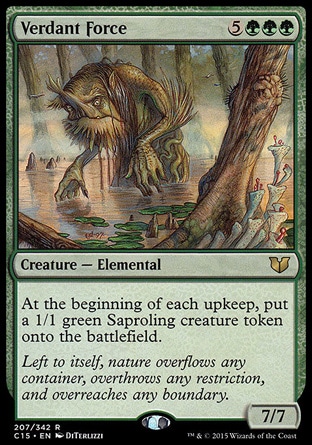 Verdant Force 5
Creature — Elemental
At the beginning of each upkeep, put
a 1/1 green Saproling creature token
onto the battlefield.
Left to itself, nature overflows any
container, overthrows any restriction,
and overreaches any boundary.
7/7
207/342 R
C15 • EN DiTerlizzi
™ & © 2015 Wizards of the Coast